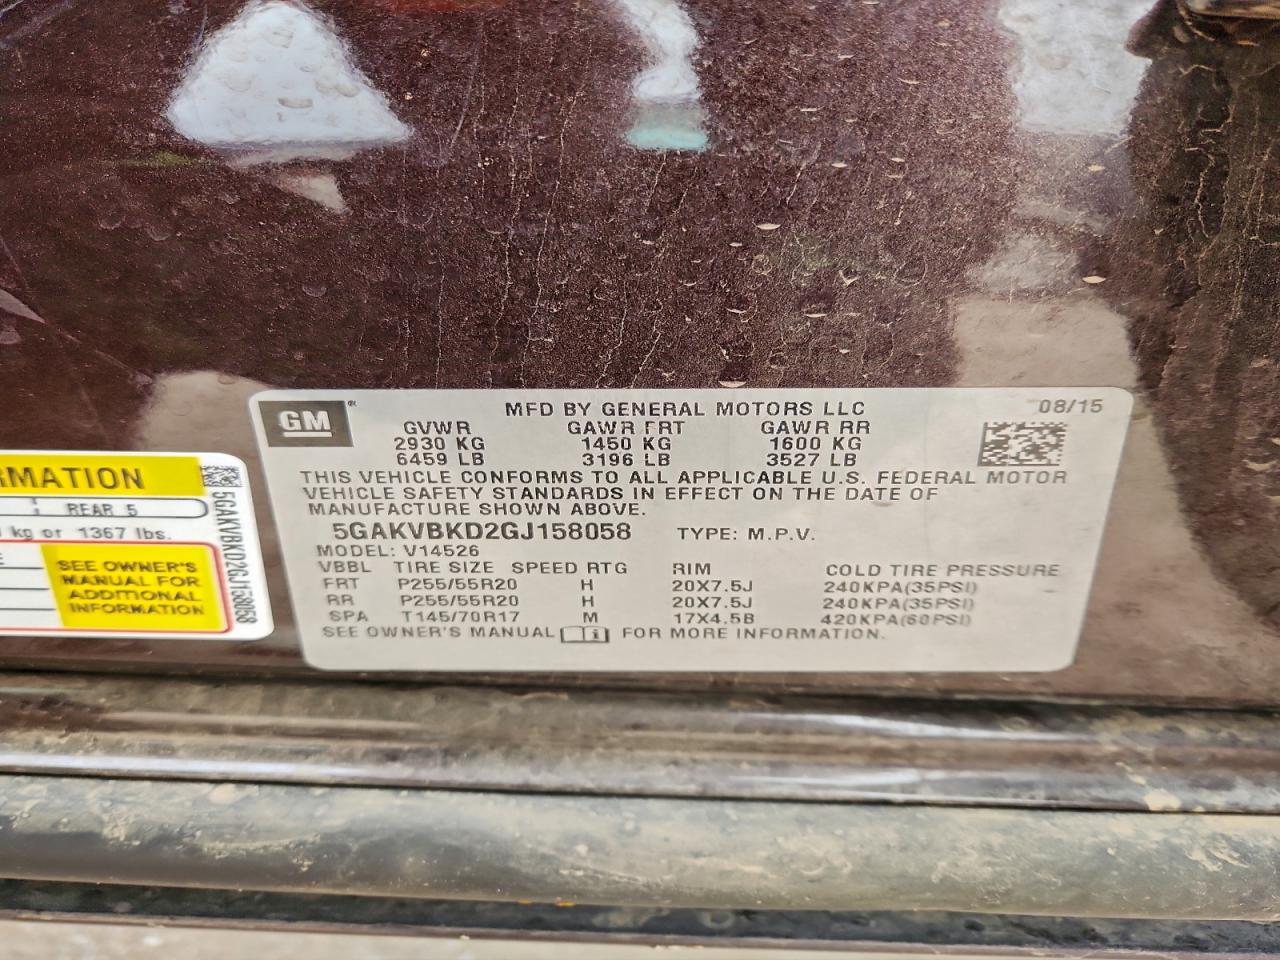 GM
MFD BY GENERAL MOTORS LLC 08/15
GVWR GAWR FRT GAWR RR
2930 KG 1450 KG 1600 KG
6459 LB 3196 LB 3527 LB
THIS VEHICLE CONFORMS TO ALL APPLICABLE U.S. FEDERAL MOTOR
VEHICLE SAFETY STANDARDS IN EFFECT ON THE DATE OF
MANUFACTURE SHOWN ABOVE.
5GAKVBKD2GJ158058 TYPE: M.P.V.
MODEL: V14526
VBBL TIRE SIZE SPEED RTG RIM COLD TIRE PRESSURE
FRT P255/55R20 H 20X7.5J 240KPA(35PSI)
RR P255/55R20 H 20X7.5J 240KPA(35PSI)
SPA T145/70R17 M 17X4.5B 420KPA(60PSI)
SEE OWNER'S MANUAL FOR MORE INFORMATION.
RMATION
REAR 5
kg or 1367 lbs.
SEE OWNER'S
MANUAL FOR
ADDITIONAL
INFORMATION
5GAKVBKD2GJ158058